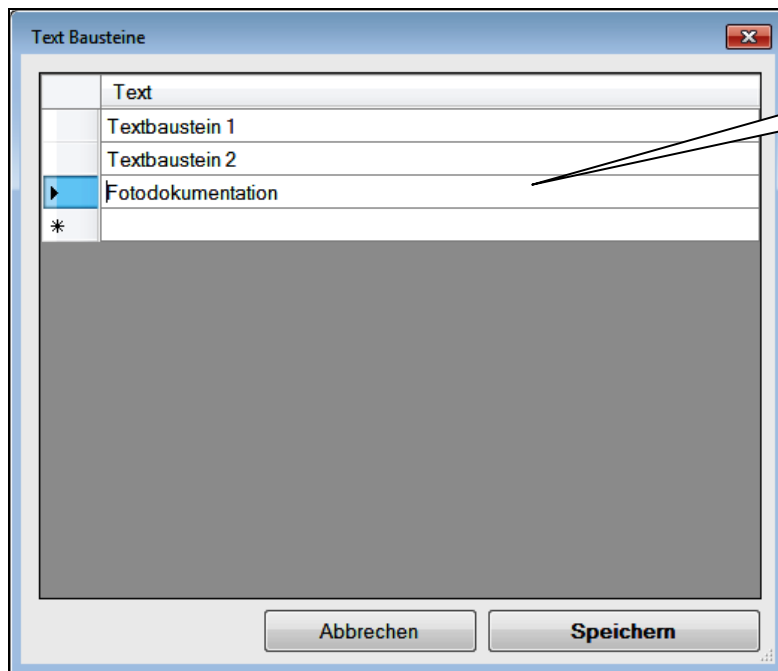 Text Bausteine
Text
Textbaustein 1
Textbaustein 2
Fotodokumentation
*
Abbrechen
Speichern